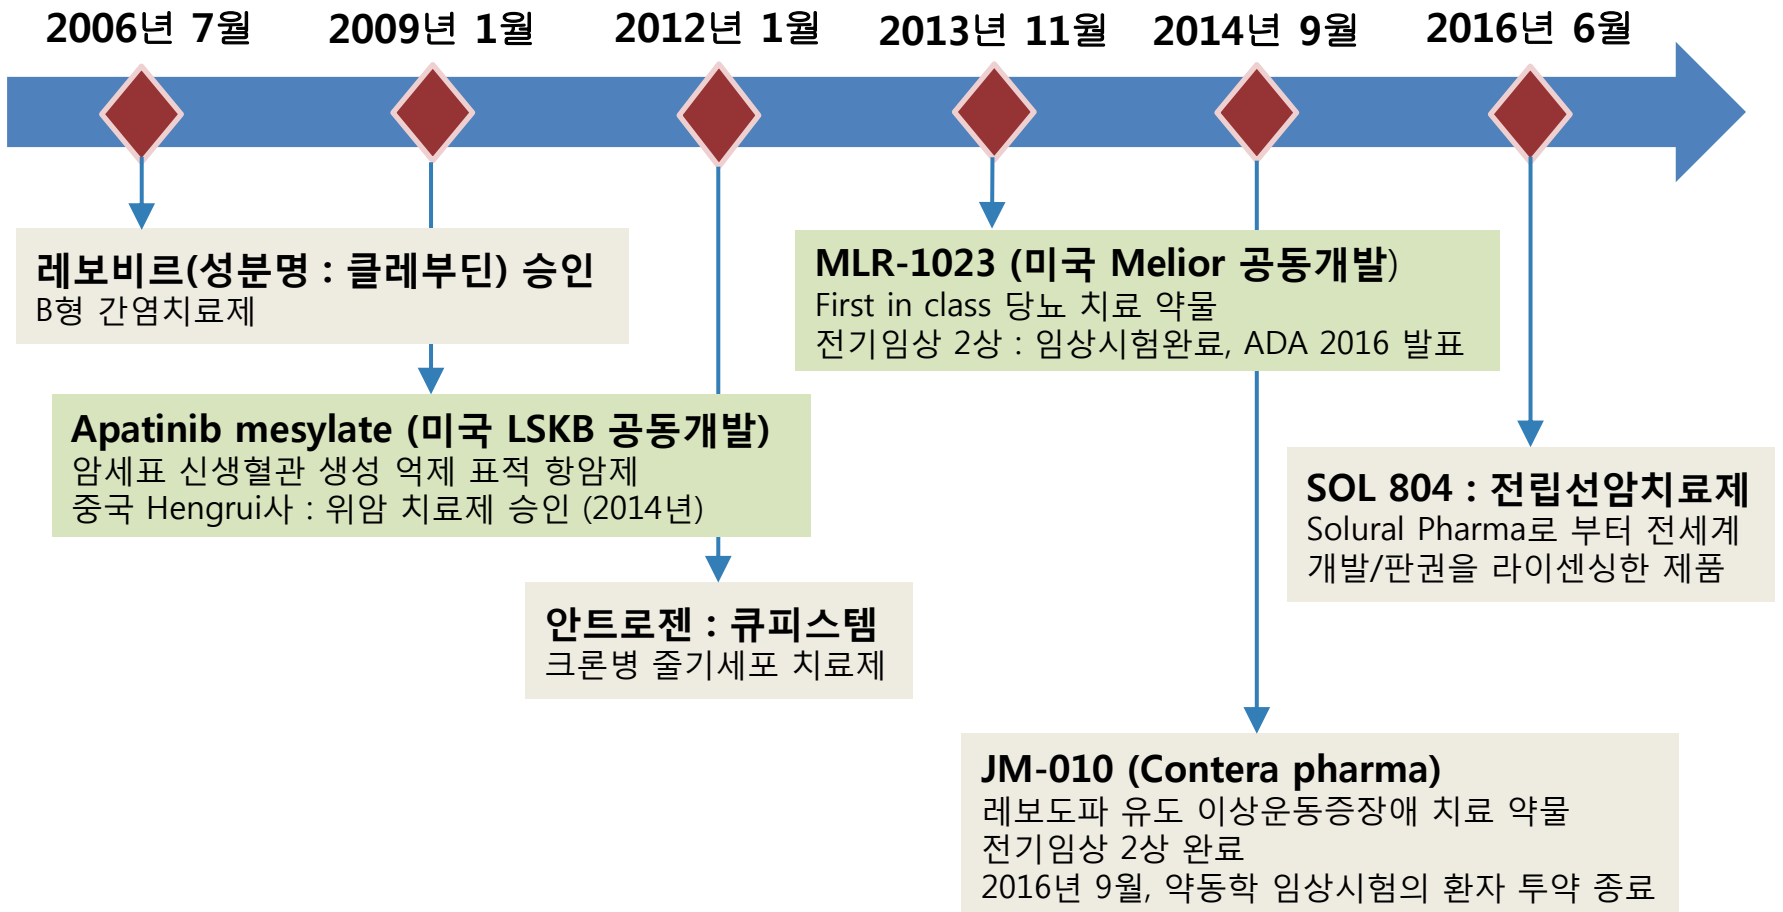 2006년 7월
2009년 1월
2012년 1월
2013년 11월
2014년 9월
2016년 6월
레보비르(성분명 : 클레부딘) 승인
B형 간염치료제
MLR-1023 (미국 Melior 공동개발)
First in class 당뇨 치료 약물
전기임상 2상 : 임상시험완료, ADA 2016 발표
Apatinib mesylate (미국 LSKB 공동개발)
암세표 신생혈관 생성 억제 표적 항암제
중국 Hengrui사 : 위암 치료제 승인 (2014년)
SOL 804 : 전립선암치료제
Solural Pharma로 부터 전세계
개발/판권을 라이센싱한 제품
안트로젠 : 큐피스템
크론병 줄기세포 치료제
JM-010 (Contera pharma)
레보도파 유도 이상운동증장애 치료 약물
전기임상 2상 완료
2016년 9월, 약동학 임상시험의 환자 투약 종료